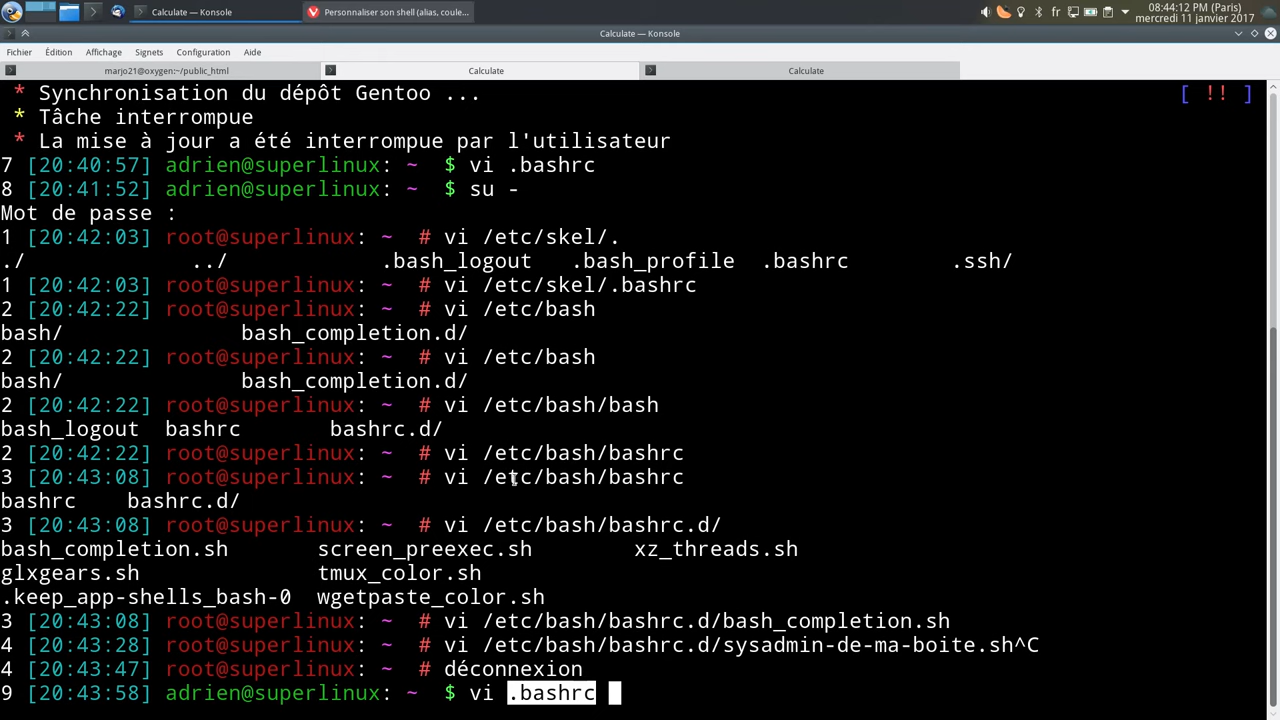 Calculate — Konsole
Personnaliser son shell (alias, coule...
fr
08:44:12 PM (Paris)
mercredi 11 janvier 2017
Calculate — Konsole
Fichier Édition Affichage Signets Configuration Aide
marjo21@oxygen:~/public_html
Calculate
Calculate
* Synchronisation du dépôt Gentoo ... [ !! ]
* Tâche interrompue
* La mise à jour a été interrompue par l'utilisateur
7 [20:40:57] adrien@superlinux: ~ $ vi .bashrc
8 [20:41:52] adrien@superlinux: ~ $ su -
Mot de passe :
1 [20:42:03] root@superlinux: ~ # vi /etc/skel/.
./ ../ .bash_logout .bash_profile .bashrc .ssh/
1 [20:42:03] root@superlinux: ~ # vi /etc/skel/.bashrc
2 [20:42:22] root@superlinux: ~ # vi /etc/bash
bash/ bash_completion.d/
2 [20:42:22] root@superlinux: ~ # vi /etc/bash
bash/ bash_completion.d/
2 [20:42:22] root@superlinux: ~ # vi /etc/bash/bash
bash_logout bashrc bashrc.d/
2 [20:42:22] root@superlinux: ~ # vi /etc/bash/bashrc
3 [20:43:08] root@superlinux: ~ # vi /etc/bash/bashrc
bashrc bashrc.d/
3 [20:43:08] root@superlinux: ~ # vi /etc/bash/bashrc.d/
bash_completion.sh screen_preexec.sh xz_threads.sh
glxgears.sh tmux_color.sh
.keep_app-shells_bash-0 wgetpaste_color.sh
3 [20:43:08] root@superlinux: ~ # vi /etc/bash/bashrc.d/bash_completion.sh
4 [20:43:28] root@superlinux: ~ # vi /etc/bash/bashrc.d/sysadmin-de-ma-boite.sh^C
4 [20:43:47] root@superlinux: ~ # déconnexion
9 [20:43:58] adrien@superlinux: ~ $ vi .bashrc